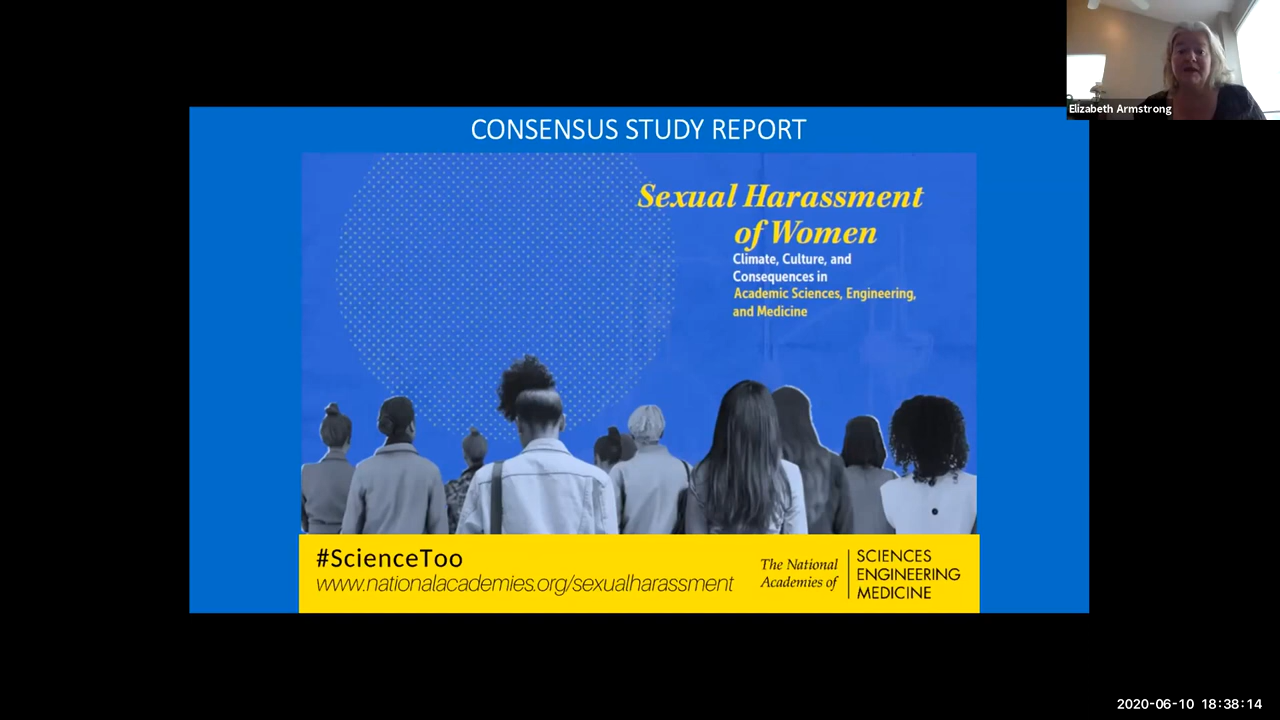 Elizabeth Armstrong
CONSENSUS STUDY REPORT
Sexual Harassment
of Women
Climate, Culture, and
Consequences in
Academic Sciences, Engineering,
and Medicine
#ScienceToo
www.nationalacademies.org/sexualharassment
The National
Academies of
SCIENCES
ENGINEERING
MEDICINE
2020-06-10 18:38:14